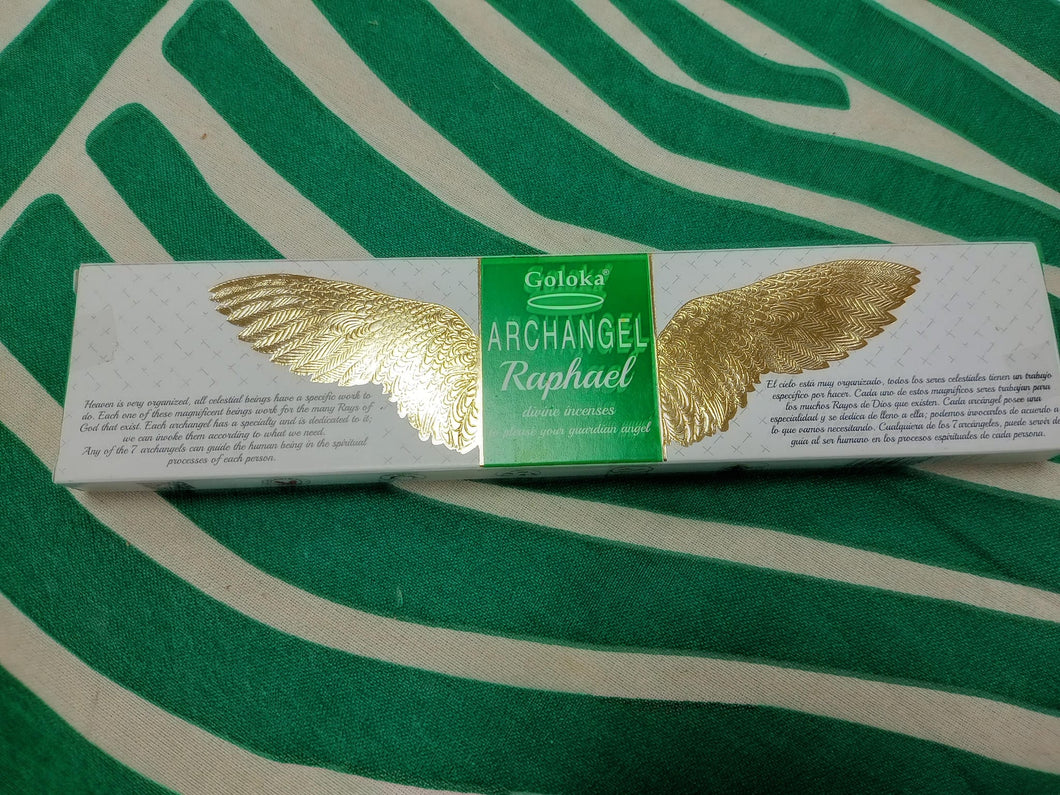 Goloka®
ARCHANGEL
Raphael
divine incenses
to please your guardian angel
Heaven is very organized, all celestial beings have a specific work to
do. Each one of these magnificent beings work for the many Rays of
God that exist. Each archangel has a specialty and is dedicated to it;
we can invoke them according to what we need.
Any of the 7 archangels can guide the human being in the spiritual
processes of each person.
El cielo está muy organizado, todos los seres celestiales tienen un trabajo
específico por hacer. Cada uno de estos magníficos seres trabajan para
los muchos Rayos de Dios que existen. Cada arcángel posee una
especialidad y se dedica de lleno a ella; podemos invocarlos de acuerdo a
lo que vamos necesitando. Cualquiera de los 7 arcángeles, puede servir de
guía al ser humano en los procesos espirituales de cada persona.